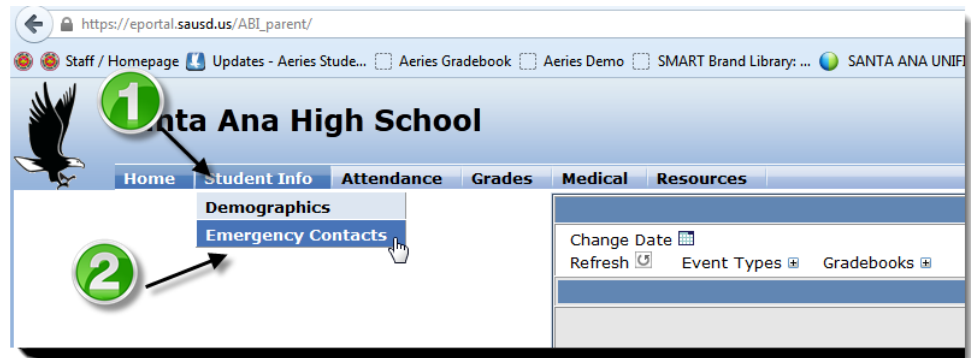 https://eportal.sausd.us/ABI_parent/
Staff / Homepage Updates - Aeries Stude... Aeries Gradebook Aeries Demo SMART Brand Library: ... SANTA ANA UNIFI
1
Santa Ana High School
Home Student Info Attendance Grades Medical Resources
Demographics
Emergency Contacts
Change Date
2
Refresh Event Types Gradebooks